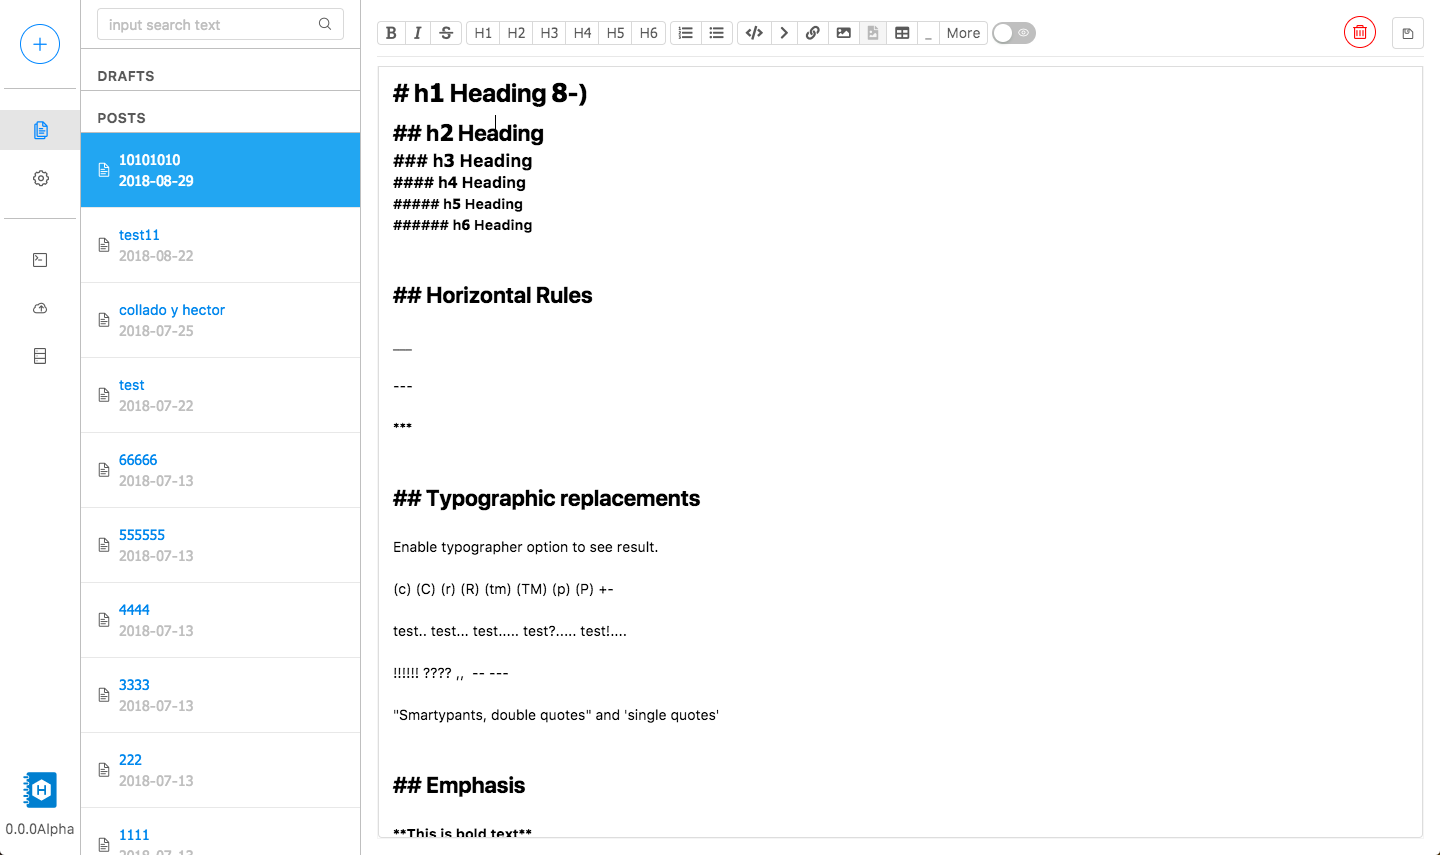 input search text
DRAFTS
POSTS
10101010
2018-08-29
test11
2018-08-22
collado y hector
2018-07-25
test
2018-07-22
66666
2018-07-13
555555
2018-07-13
4444
2018-07-13
3333
2018-07-13
222
2018-07-13
1111
2018-07-13
H
0.0.0Alpha
B I S H1 H2 H3 H4 H5 H6 _ More
# h1 Heading 8-)
## h2 Heading
### h3 Heading
#### h4 Heading
##### h5 Heading
###### h6 Heading
## Horizontal Rules
___
---
***
## Typographic replacements
Enable typographer option to see result.
(c) (C) (r) (R) (tm) (TM) (p) (P) +-
test.. test... test..... test?..... test!....
!!!!!! ???? ,,  -- ---
"Smartypants, double quotes" and 'single quotes'
## Emphasis
**This is bold text**